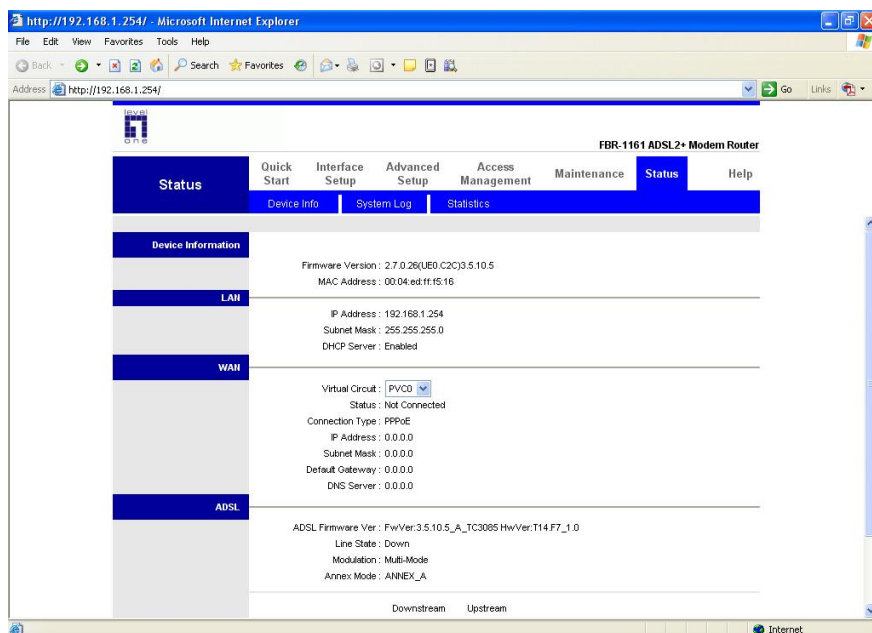 http://192.168.1.254/ - Microsoft Internet Explorer
File Edit View Favorites Tools Help
Back Search Favorites
Address http://192.168.1.254/ Go Links
level
one
FBR-1161 ADSL2+ Modem Router
Status
Quick Start Interface Setup Advanced Setup Access Management Maintenance Status Help
Device Info System Log Statistics
Device Information
Firmware Version : 2.7.0.26(UE0.C2C)3.5.10.5
MAC Address : 00:04:ed:ff:f5:16
LAN
IP Address : 192.168.1.254
Subnet Mask : 255.255.255.0
DHCP Server : Enabled
WAN
Virtual Circuit : PVC0
Status : Not Connected
Connection Type : PPPoE
IP Address : 0.0.0.0
Subnet Mask : 0.0.0.0
Default Gateway : 0.0.0.0
DNS Server : 0.0.0.0
ADSL
ADSL Firmware Ver : FwVer:3.5.10.5_A_TC3085 HwVer:T14.F7_1.0
Line State : Down
Modulation : Multi-Mode
Annex Mode : ANNEX_A
Downstream Upstream
Internet